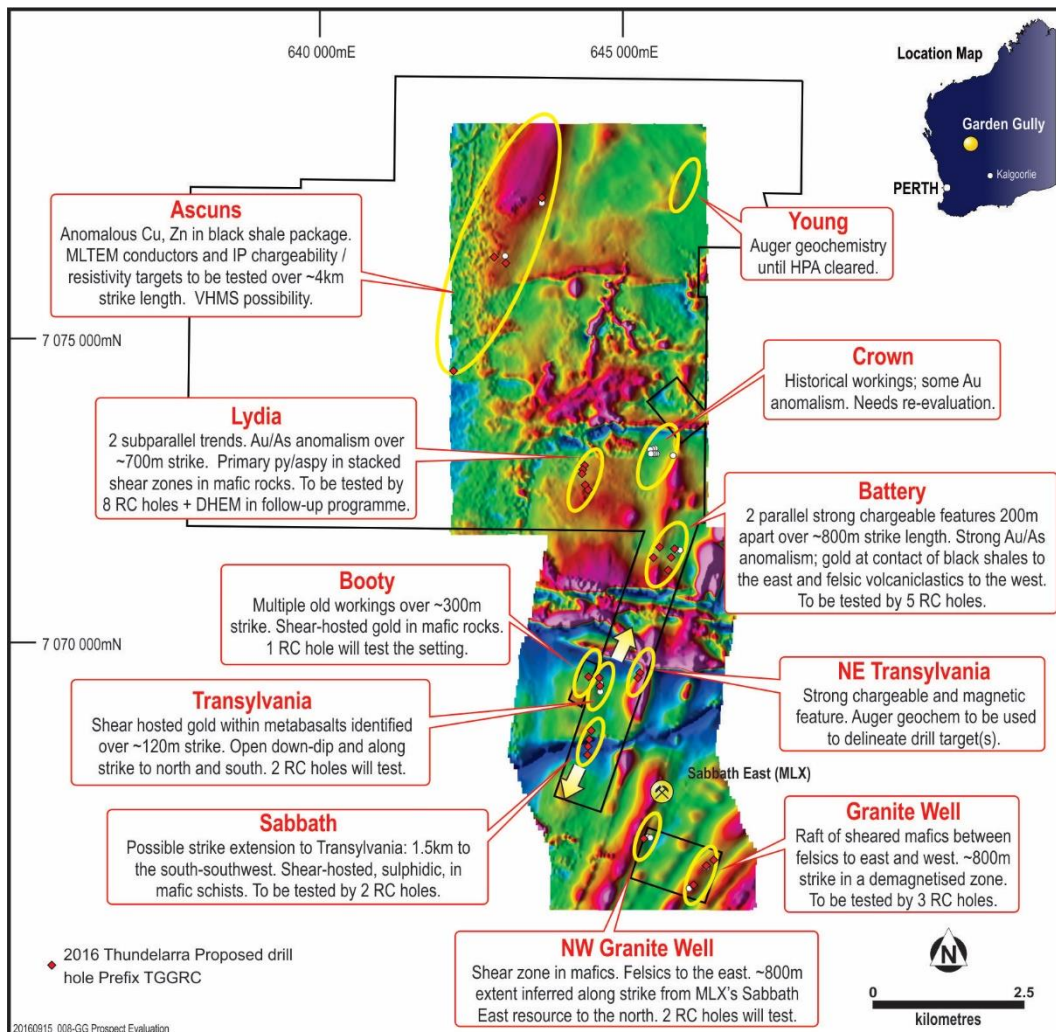 640 000mE
645 000mE
Location Map
Garden Gully
Kalgoorlie
PERTH
Ascuns
Anomalous Cu, Zn in black shale package.
MLTEM conductors and IP chargeability /
resistivity targets to be tested over ~4km
strike length. VHMS possibility.
Young
Auger geochemistry
until HPA cleared.
7 075 000mN
Crown
Historical workings; some Au
anomalism. Needs re-evaluation.
Lydia
2 subparallel trends. Au/As anomalism over
~700m strike. Primary py/aspy in stacked
shear zones in mafic rocks. To be tested by
8 RC holes + DHEM in follow-up programme.
Battery
2 parallel strong chargeable features 200m
apart over ~800m strike length. Strong Au/As
anomalism; gold at contact of black shales to
the east and felsic volcaniclastics to the west.
To be tested by 5 RC holes.
Booty
Multiple old workings over ~300m
strike. Shear-hosted gold in mafic rocks.
1 RC hole will test the setting.
7 070 000mN
Transylvania
Shear hosted gold within metabasalts identified
over ~120m strike. Open down-dip and along
strike to north and south. 2 RC holes will test.
NE Transylvania
Strong chargeable and magnetic
feature. Auger geochem to be used
to delineate drill target(s).
Sabbath East (MLX)
Sabbath
Possible strike extension to Transylvania: 1.5km to
the south-southwest. Shear-hosted, sulphidic, in
mafic schists. To be tested by 2 RC holes.
Granite Well
Raft of sheared mafics between
felsics to east and west. ~800m
strike in a demagnetised zone.
To be tested by 3 RC holes.
NW Granite Well
Shear zone in mafics. Felsics to the east. ~800m
extent inferred along strike from MLX's Sabbath
East resource to the north. 2 RC holes will test.
2016 Thundelarra Proposed drill
hole Prefix TGGRC
N
0
2.5
kilometres
20160915_008-GG Prospect Evaluation